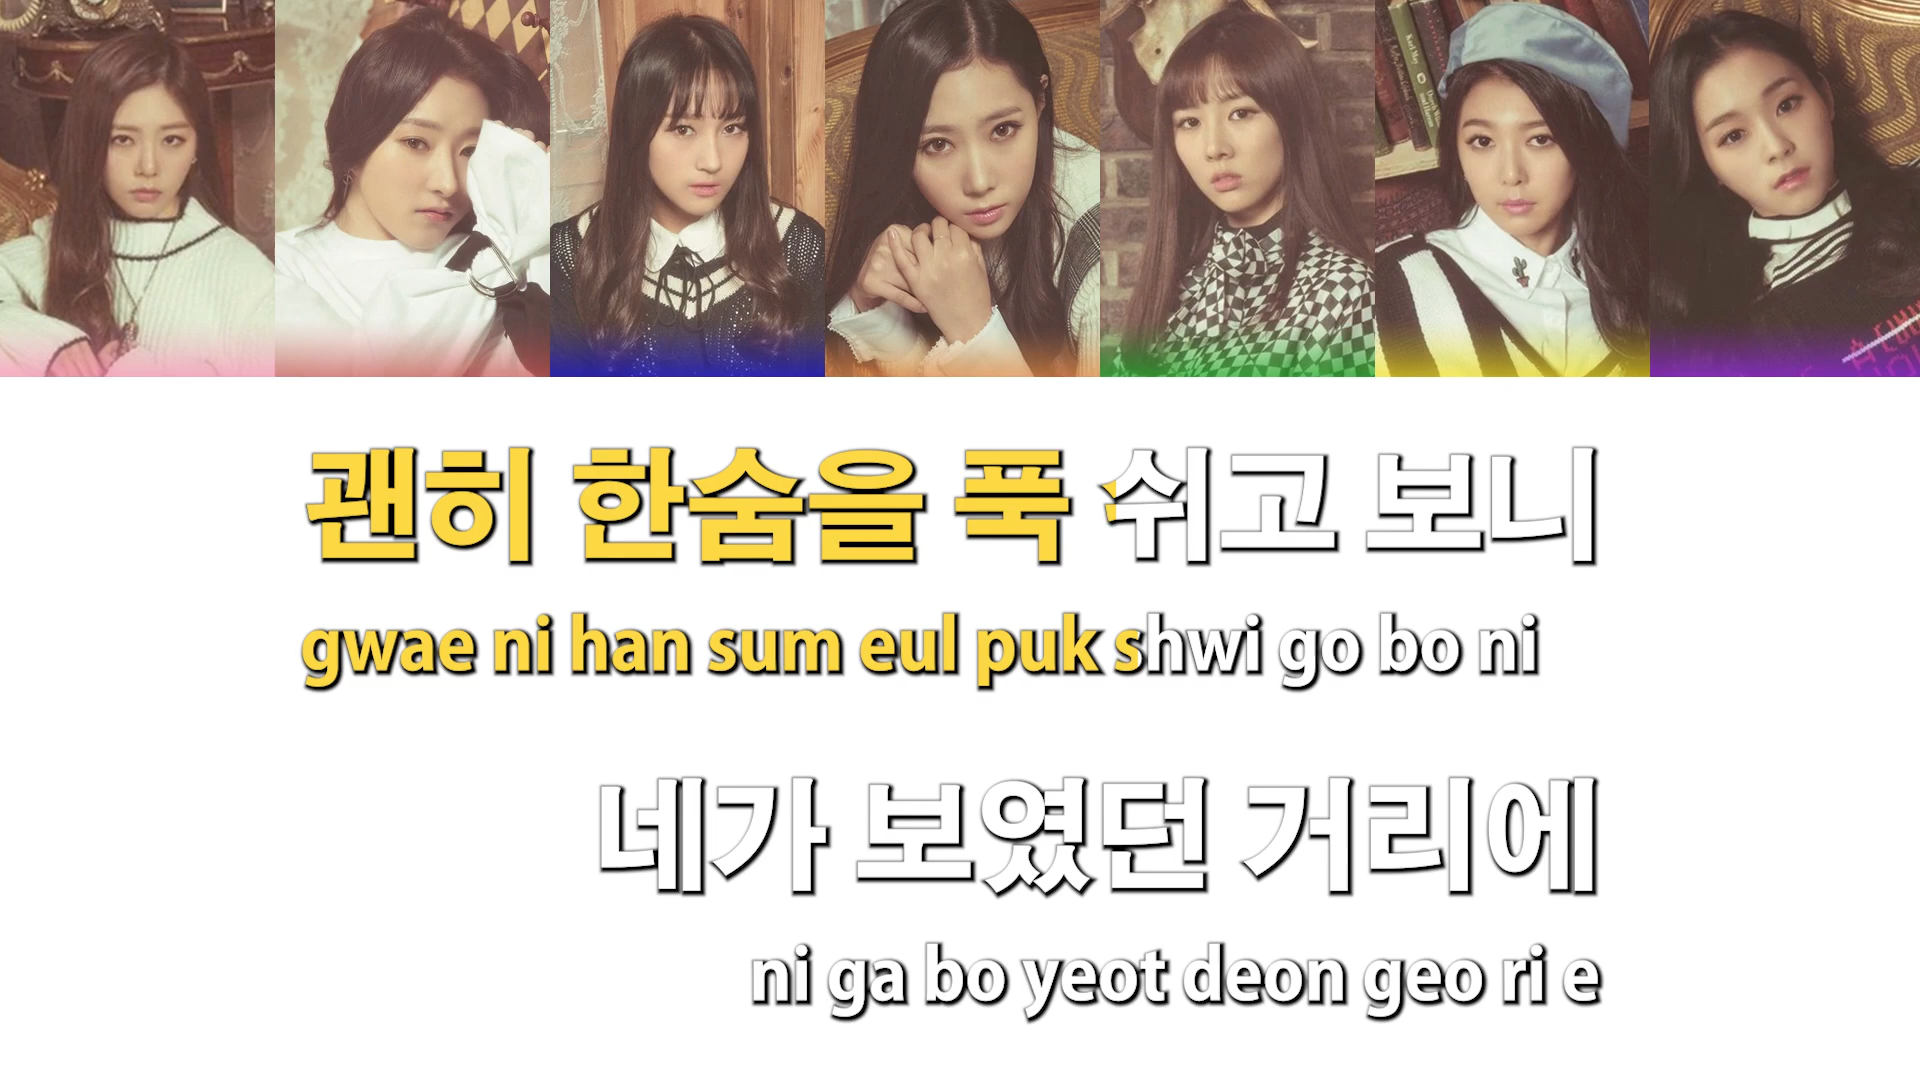 괜히 한숨을 푹 쉬고 보니
gwae ni han sum eul puk shwi go bo ni
네가 보였던 거리에
ni ga bo yeot deon geo ri e